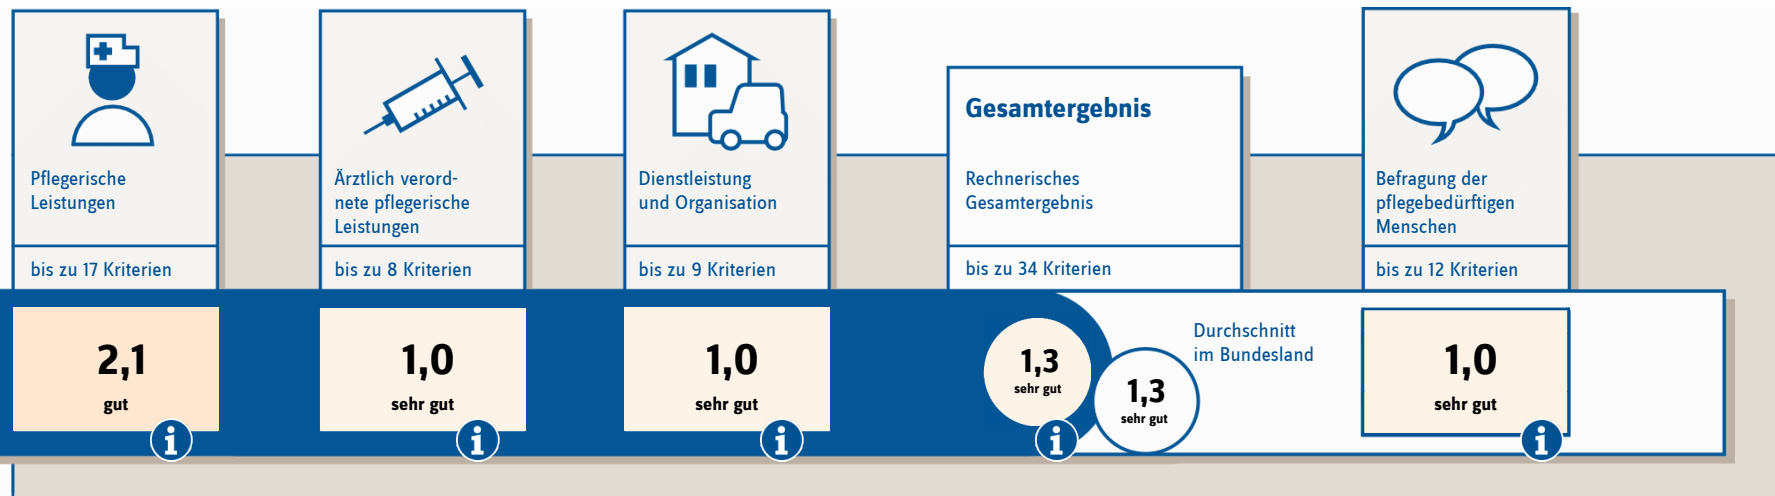 Pflegerische
Leistungen
bis zu 17 Kriterien
2,1
gut
i
Ärztlich verord-
nete pflegerische
Leistungen
bis zu 8 Kriterien
1,0
sehr gut
i
Dienstleistung
und Organisation
bis zu 9 Kriterien
1,0
sehr gut
i
Gesamtergebnis
Rechnerisches
Gesamtergebnis
bis zu 34 Kriterien
1,3
sehr gut
i
1,3
sehr gut
Durchschnitt
im Bundesland
Befragung der
pflegebedürftigen
Menschen
bis zu 12 Kriterien
1,0
sehr gut
i